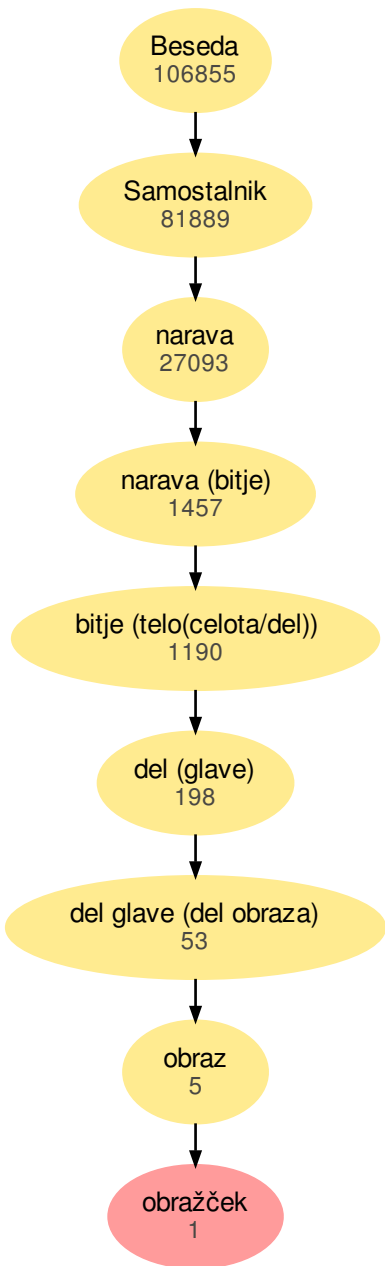 Beseda
106855
Samostalnik
81889
narava
27093
narava (bitje)
1457
bitje (telo(celota/del))
1190
del (glave)
198
del glave (del obraza)
53
obraz
5
obražček
1